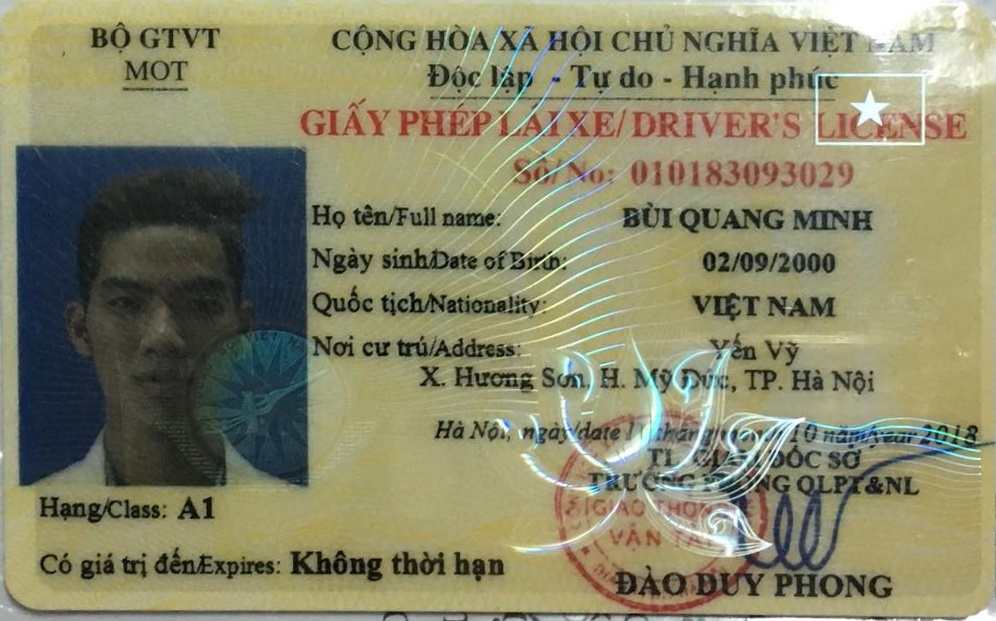 BỘ GTVT
MOT
CỘNG HÒA XÃ HỘI CHỦ NGHĨA VIỆT NAM
Độc lập - Tự do - Hạnh phúc
GIẤY PHÉP LÁI XE/DRIVER'S LICENSE
Số/No: 010183093029
Họ tên/Full name: BÙI QUANG MINH
Ngày sinh/Date of Birth: 02/09/2000
Quốc tịch/Nationality: VIỆT NAM
Nơi cư trú/Address: Yến Vỹ
X. Hương Sơn, H. Mỹ Đức, TP. Hà Nội
Hà Nội, ngày/date 10 năm/year 2018
TL. GIÁM ĐỐC SỞ
TRƯỞNG PHÒNG QLPT&NL
GIAO THÔNG
VẬN TẢI
Hạng/Class: A1
Có giá trị đến/Expires: Không thời hạn
ĐÀO DUY PHONG